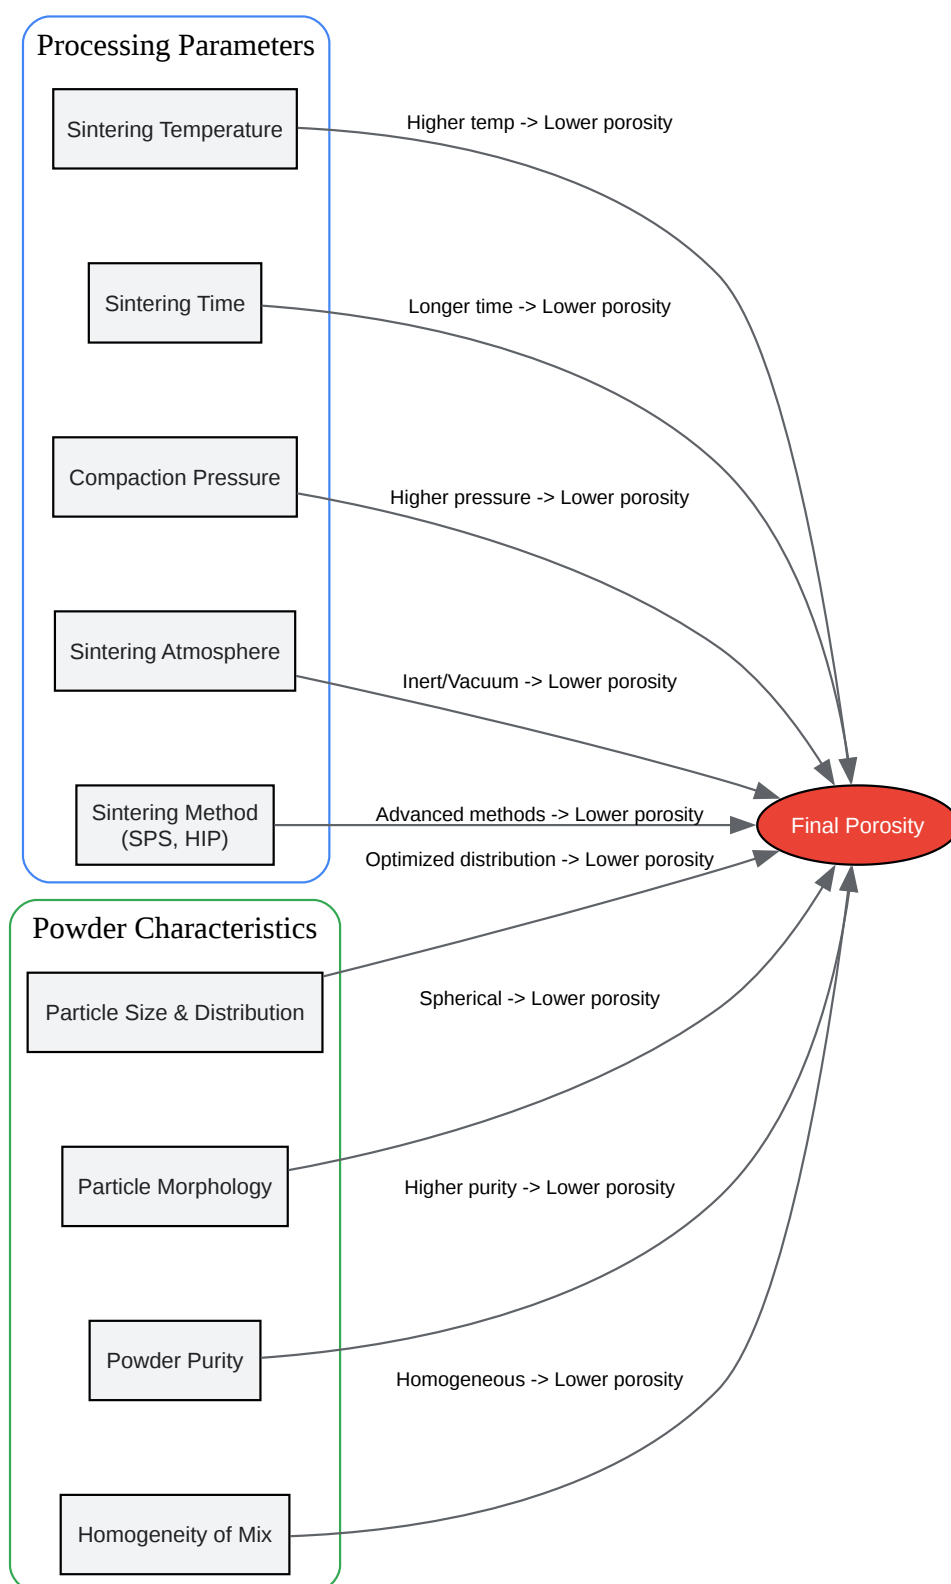 Processing Parameters
Sintering Temperature
Higher temp -> Lower porosity
Sintering Time
Longer time -> Lower porosity
Compaction Pressure
Higher pressure -> Lower porosity
Sintering Atmosphere
Inert/Vacuum -> Lower porosity
Sintering Method
(SPS, HIP)
Advanced methods -> Lower porosity
Final Porosity
Optimized distribution -> Lower porosity
Powder Characteristics
Particle Size & Distribution
Spherical -> Lower porosity
Particle Morphology
Higher purity -> Lower porosity
Powder Purity
Homogeneous -> Lower porosity
Homogeneity of Mix